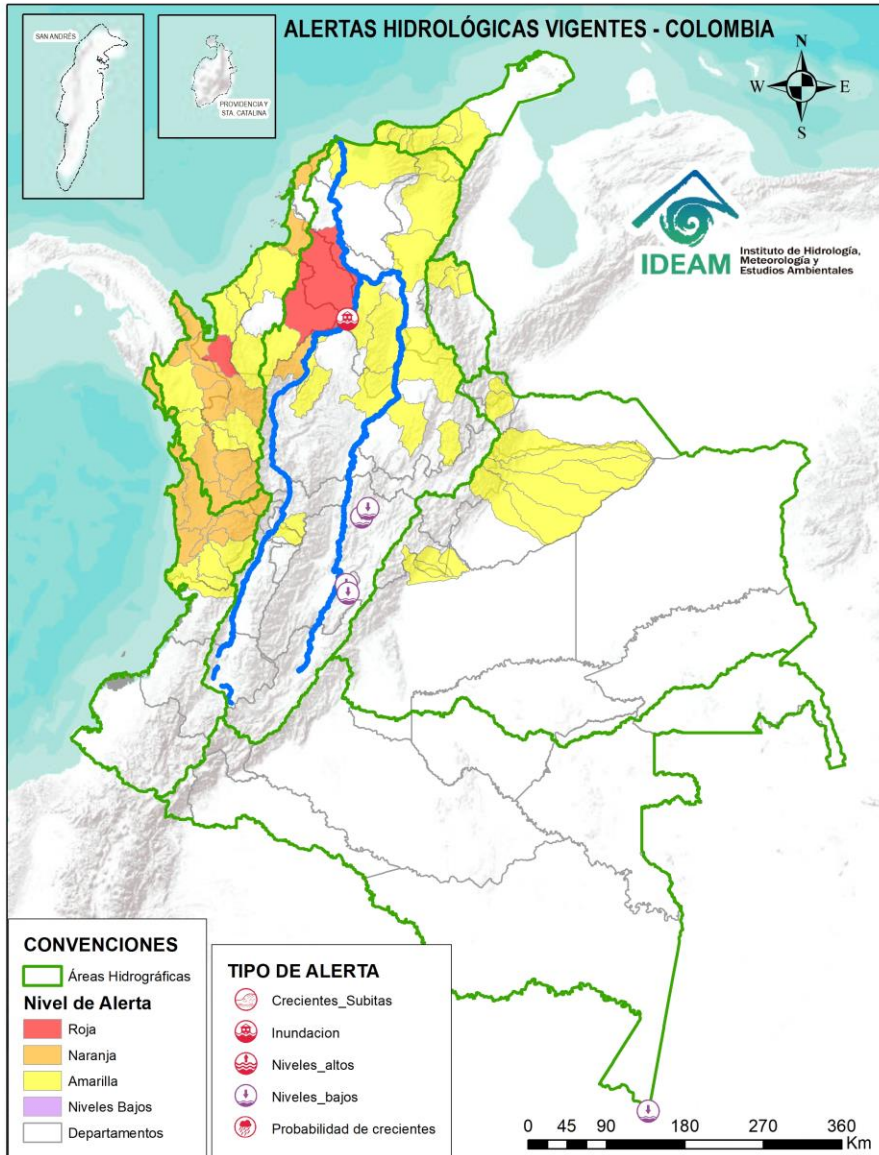 ALERTAS HIDROLÓGICAS VIGENTES - COLOMBIA
SAN ANDRÉS
PROVIDENCIA Y
STA. CATALINA
N
W
E
S
IDEAM
Instituto de Hidrología,
Meteorología y
Estudios Ambientales
CONVENCIONES
Áreas Hidrográficas
Nivel de Alerta
Roja
Naranja
Amarilla
Niveles Bajos
Departamentos
TIPO DE ALERTA
Crecientes_Subitas
Inundacion
Niveles_altos
Niveles_bajos
Probabilidad de crecientes
0 45 90 180 270 360
Km